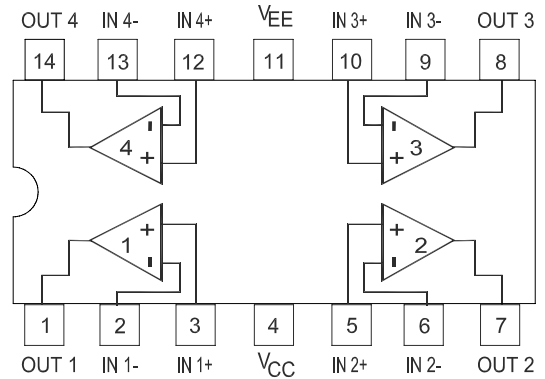 OUT 4 IN 4- IN 4+ VEE IN 3+ IN 3- OUT 3
14 13 12 11 10 9 8
- -
4 + + 3
1 + + 2
- -
1 2 3 4 5 6 7
OUT 1 IN 1- IN 1+ VCC IN 2+ IN 2- OUT 2